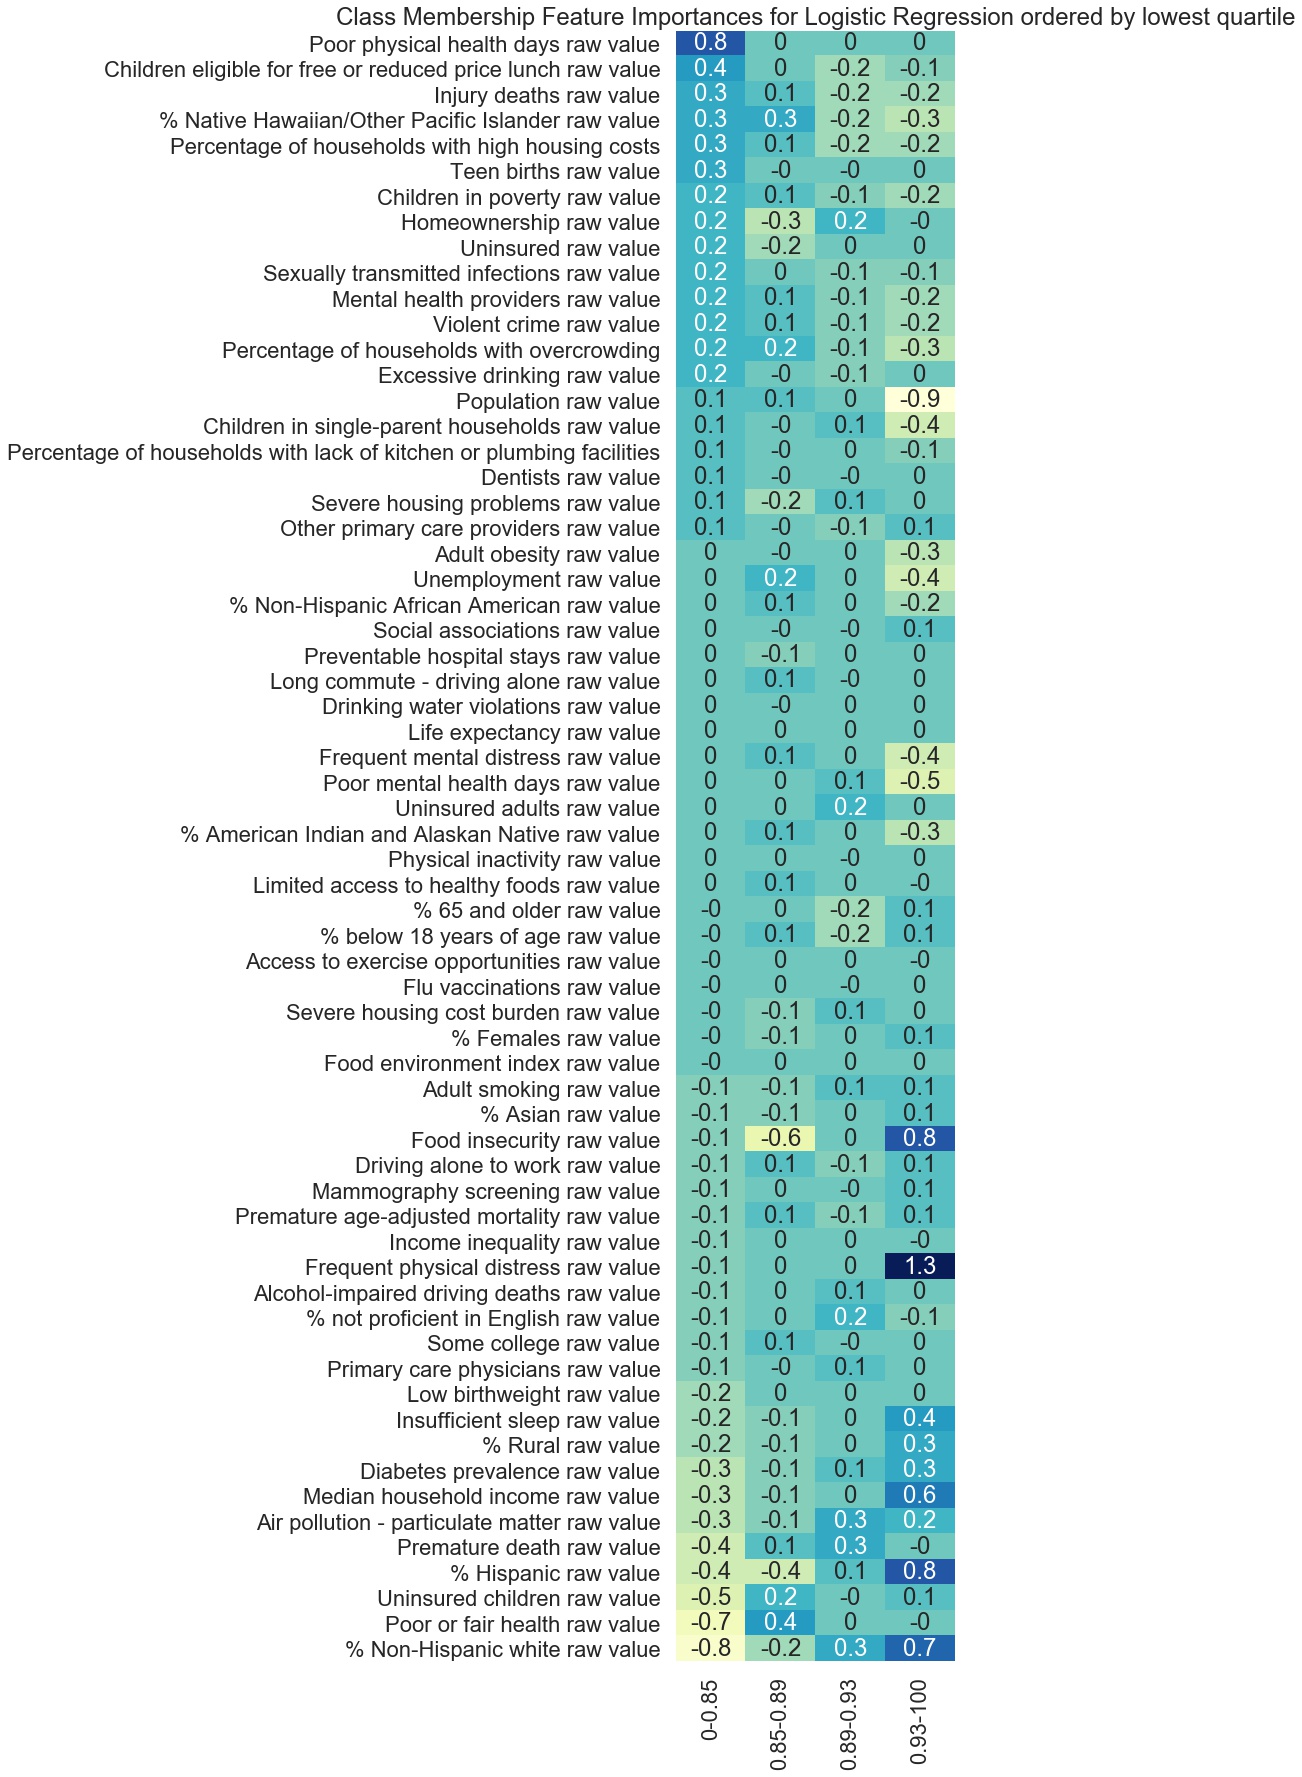 Class Membership Feature Importances for Logistic Regression ordered by lowest quartile
Poor physical health days raw value 0.8 0 0 0
Children eligible for free or reduced price lunch raw value 0.4 0 -0.2 -0.1
Injury deaths raw value 0.3 0.1 -0.2 -0.2
% Native Hawaiian/Other Pacific Islander raw value 0.3 0.3 -0.2 -0.3
Percentage of households with high housing costs 0.3 0.1 -0.2 -0.2
Teen births raw value 0.3 -0 -0 0
Children in poverty raw value 0.2 0.1 -0.1 -0.2
Homeownership raw value 0.2 -0.3 0.2 -0
Uninsured raw value 0.2 -0.2 0 0
Sexually transmitted infections raw value 0.2 0 -0.1 -0.1
Mental health providers raw value 0.2 0.1 -0.1 -0.2
Violent crime raw value 0.2 0.1 -0.1 -0.2
Percentage of households with overcrowding 0.2 0.2 -0.1 -0.3
Excessive drinking raw value 0.2 -0 -0.1 0
Population raw value 0.1 0.1 0 -0.9
Children in single-parent households raw value 0.1 -0 0.1 -0.4
Percentage of households with lack of kitchen or plumbing facilities 0.1 -0 0 -0.1
Dentists raw value 0.1 -0 -0 0
Severe housing problems raw value 0.1 -0.2 0.1 0
Other primary care providers raw value 0.1 -0 -0.1 0.1
Adult obesity raw value 0 -0 0 -0.3
Unemployment raw value 0 0.2 0 -0.4
% Non-Hispanic African American raw value 0 0.1 0 -0.2
Social associations raw value 0 -0 -0 0.1
Preventable hospital stays raw value 0 -0.1 0 0
Long commute - driving alone raw value 0 0.1 -0 0
Drinking water violations raw value 0 -0 0 0
Life expectancy raw value 0 0 0 0
Frequent mental distress raw value 0 0.1 0 -0.4
Poor mental health days raw value 0 0 0.1 -0.5
Uninsured adults raw value 0 0 0.2 0
% American Indian and Alaskan Native raw value 0 0.1 0 -0.3
Physical inactivity raw value 0 0 -0 0
Limited access to healthy foods raw value 0 0.1 0 -0
% 65 and older raw value -0 0 -0.2 0.1
% below 18 years of age raw value -0 0.1 -0.2 0.1
Access to exercise opportunities raw value -0 0 0 -0
Flu vaccinations raw value -0 0 -0 0
Severe housing cost burden raw value -0 -0.1 0.1 0
% Females raw value -0 -0.1 0 0.1
Food environment index raw value -0 0 0 0
Adult smoking raw value -0.1 -0.1 0.1 0.1
% Asian raw value -0.1 -0.1 0 0.1
Food insecurity raw value -0.1 -0.6 0 0.8
Driving alone to work raw value -0.1 0.1 -0.1 0.1
Mammography screening raw value -0.1 0 -0 0.1
Premature age-adjusted mortality raw value -0.1 0.1 -0.1 0.1
Income inequality raw value -0.1 0 0 -0
Frequent physical distress raw value -0.1 0 0 1.3
Alcohol-impaired driving deaths raw value -0.1 0 0.1 0
% not proficient in English raw value -0.1 0 0.2 -0.1
Some college raw value -0.1 0.1 -0 0
Primary care physicians raw value -0.1 -0 0.1 0
Low birthweight raw value -0.2 0 0 0
Insufficient sleep raw value -0.2 -0.1 0 0.4
% Rural raw value -0.2 -0.1 0 0.3
Diabetes prevalence raw value -0.3 -0.1 0.1 0.3
Median household income raw value -0.3 -0.1 0 0.6
Air pollution - particulate matter raw value -0.3 -0.1 0.3 0.2
Premature death raw value -0.4 0.1 0.3 -0
% Hispanic raw value -0.4 -0.4 0.1 0.8
Uninsured children raw value -0.5 0.2 -0 0.1
Poor or fair health raw value -0.7 0.4 0 -0
% Non-Hispanic white raw value -0.8 -0.2 0.3 0.7
0-0.85
0.85-0.89
0.89-0.93
0.93-100